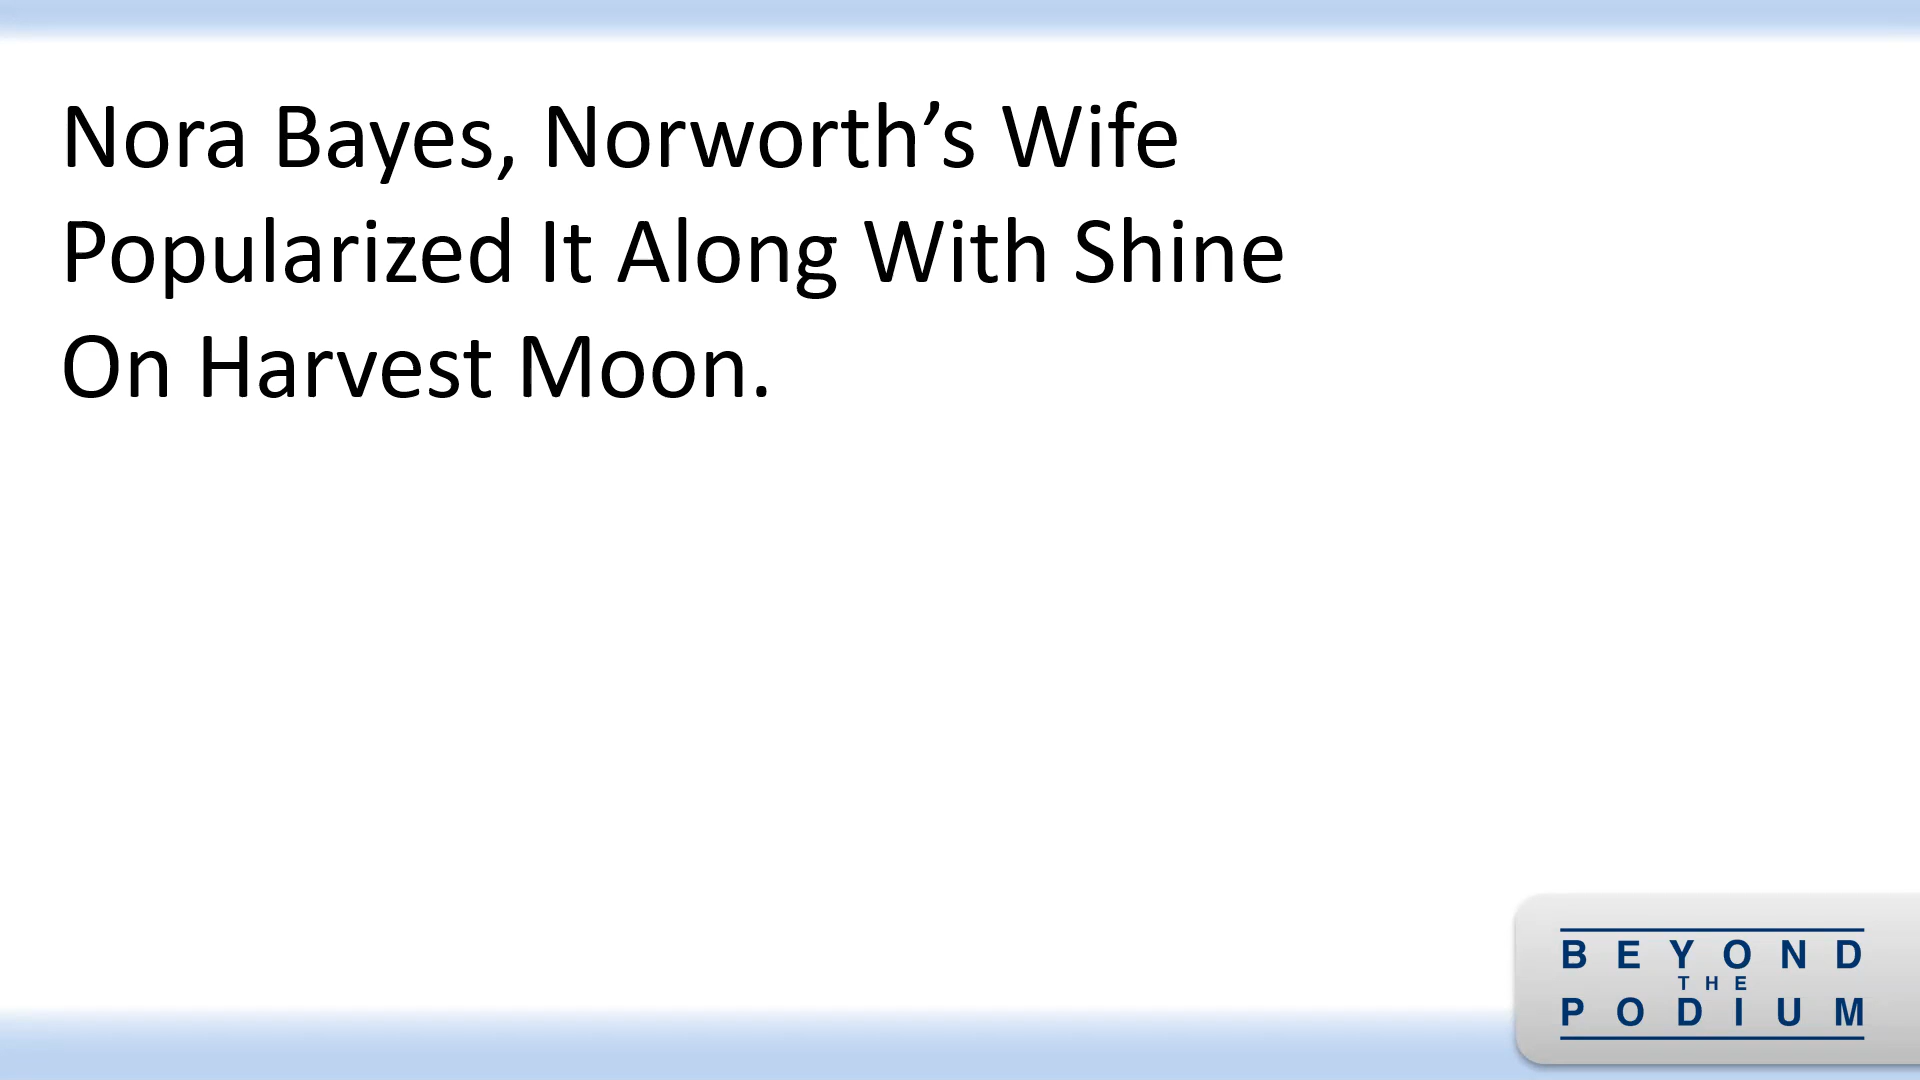 Nora Bayes, Norworth’s Wife
Popularized It Along With Shine
On Harvest Moon.
BEYOND
THE
PODIUM